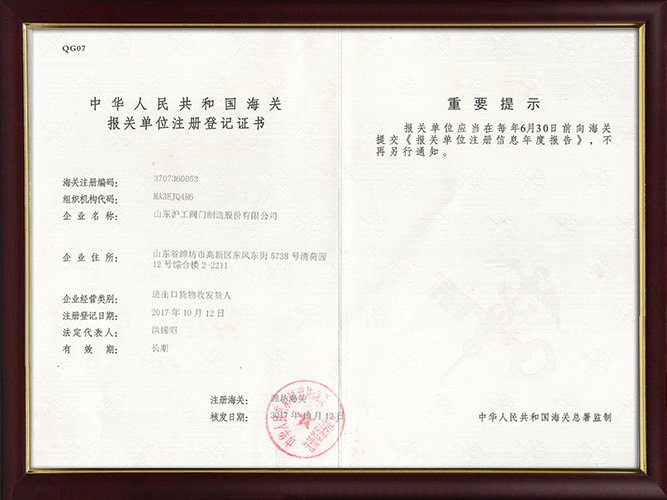 QG07
中华人民共和国海关
报关单位注册登记证书
海关注册编码： 3707360053
组织机构代码： MA3EJQ4R6
企业名称： 山东沪工阀门制造股份有限公司
企业住所： 山东省潍坊市高新区东风东街5738号清荷园
12号综合楼2-2211
企业经营类别： 进出口货物收发货人
注册登记日期： 2017年10月12日
法定代表人： 洪锦昭
有效期： 长期
注册海关： 潍坊海关
核发日期： 2017年10月12日
重要提示
报关单位应当在每年6月30日前向海关
提交《报关单位注册信息年度报告》，不
再另行通知。
中华人民共和国海关总署监制